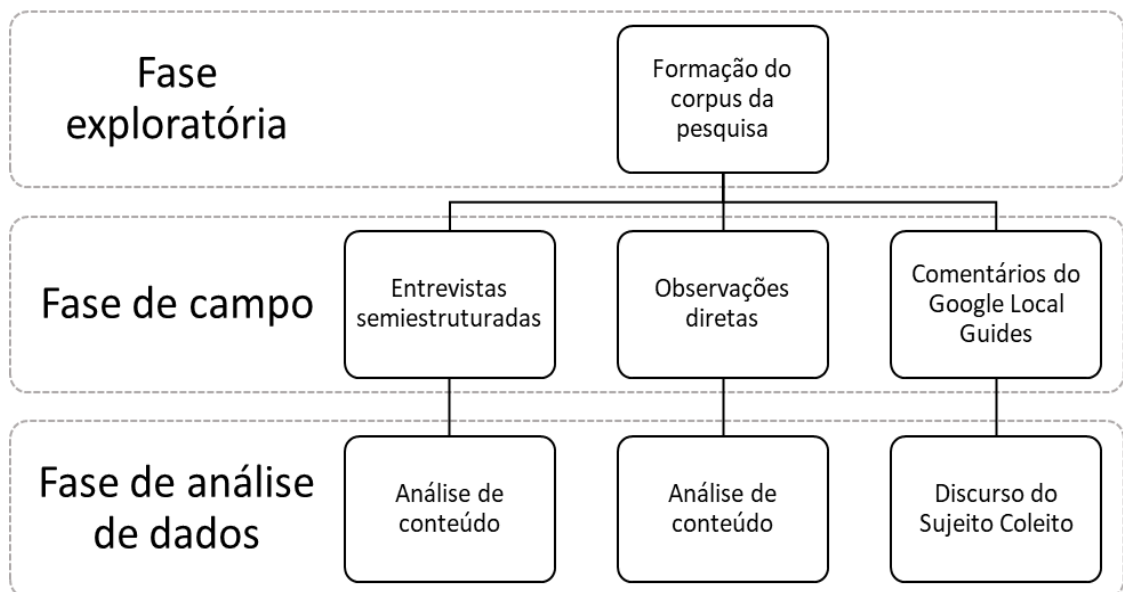 Fase
exploratória
Formação do
corpus da
pesquisa
Fase de campo
Entrevistas
semiestruturadas
Observações
diretas
Comentários do
Google Local
Guides
Fase de análise
de dados
Análise de
conteúdo
Análise de
conteúdo
Discurso do
Sujeito Coleito